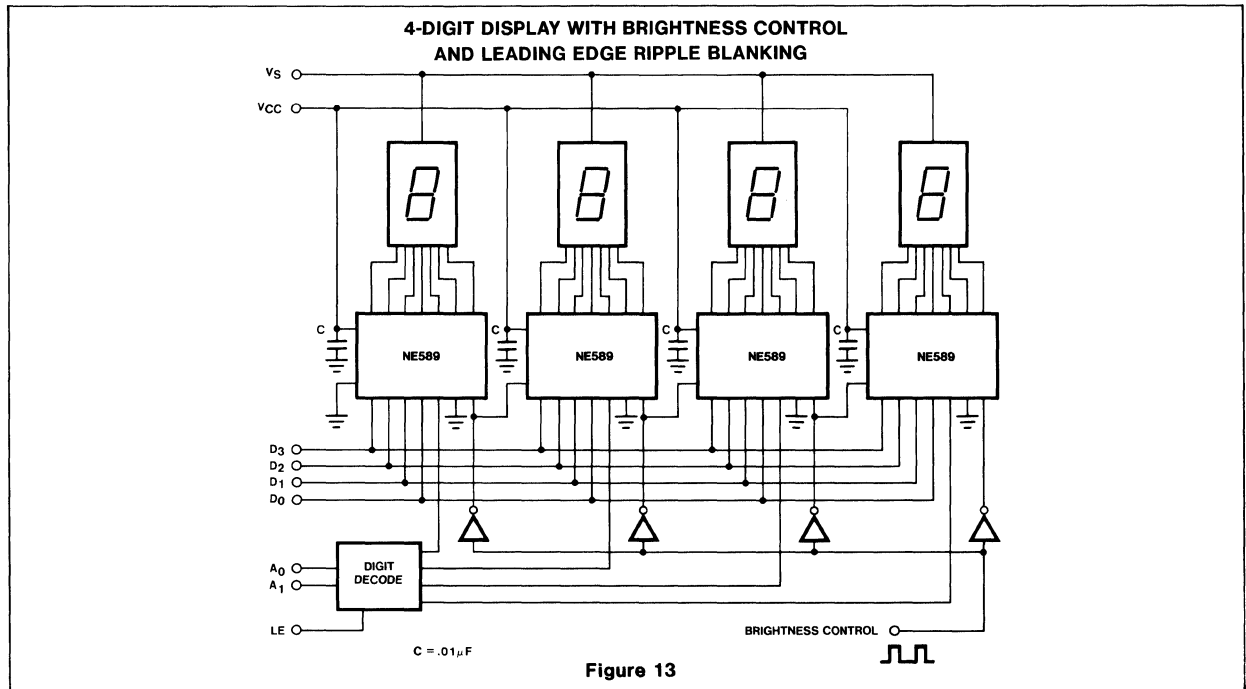 4-DIGIT DISPLAY WITH BRIGHTNESS CONTROL
AND LEADING EDGE RIPPLE BLANKING
VS
VCC
C
C
C
C
NE589
NE589
NE589
NE589
D3
D2
D1
D0
A0
A1
DIGIT
DECODE
LE
BRIGHTNESS CONTROL
C = .01μF
Figure 13